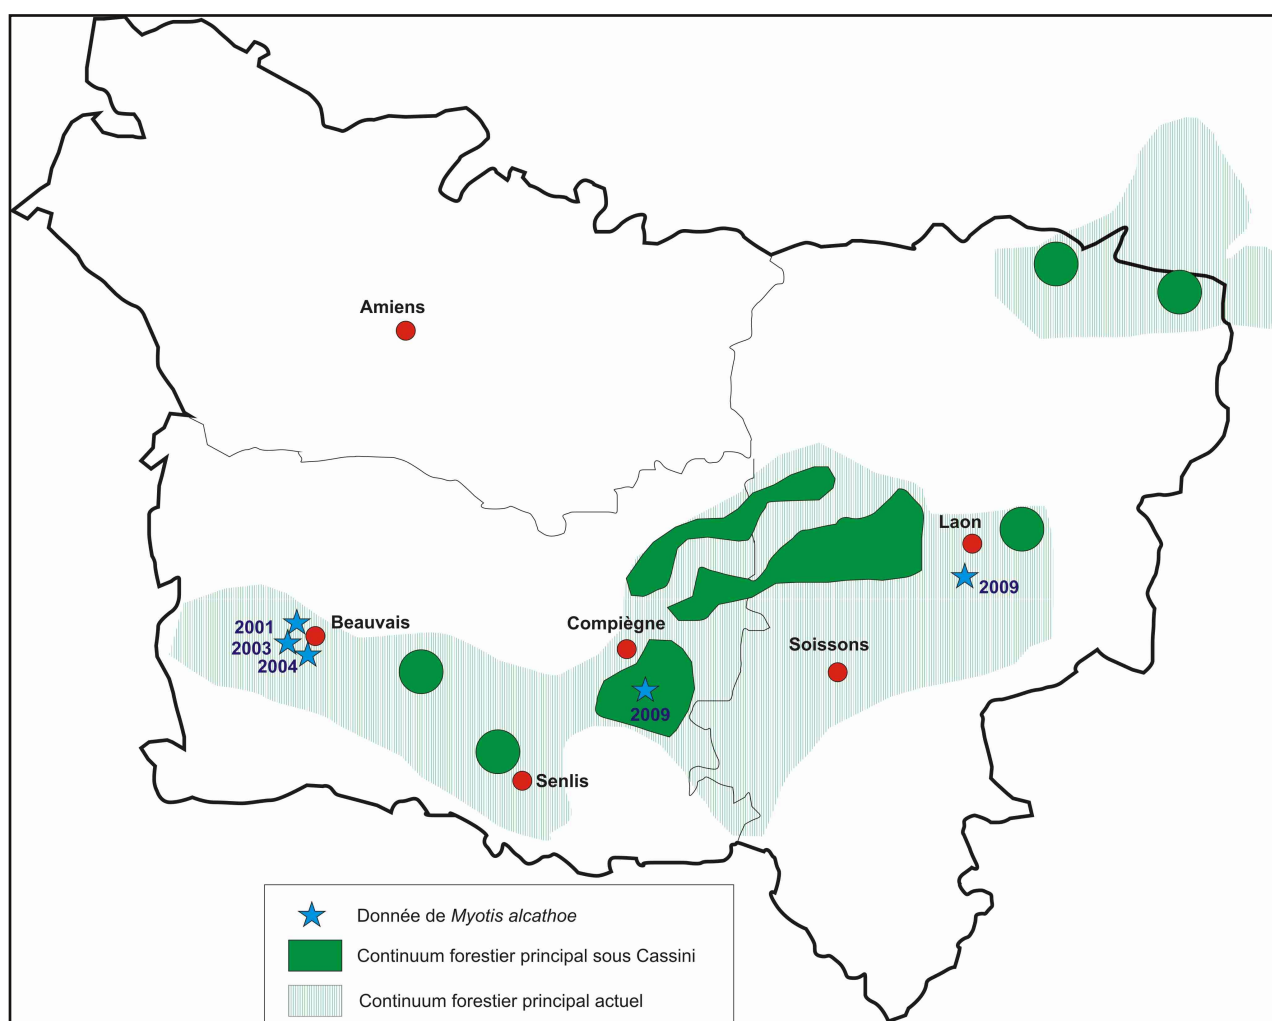 Amiens
Laon
2009
Beauvais
2001
2003
2004
Compiègne
Soissons
2009
Senlis
Donnée de Myotis alcathoe
Continuum forestier principal sous Cassini
Continuum forestier principal actuel